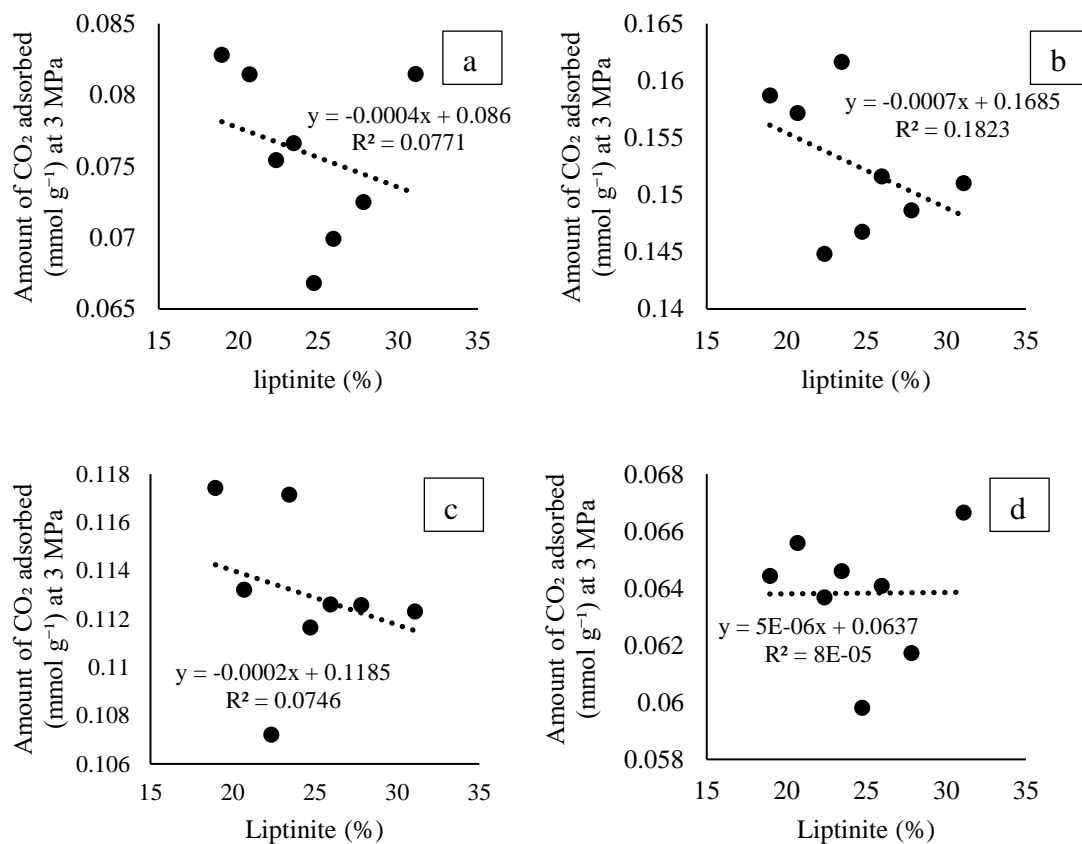 Amount of CO₂ adsorbed
(mmol g⁻¹) at 3 MPa
0.085
0.08
0.075
0.07
0.065
a
y = -0.0004x + 0.086
R² = 0.0771
15 20 25 30 35
liptinite (%)
Amount of CO₂ adsorbed
(mmol g⁻¹) at 3 MPa
0.165
0.16
0.155
0.15
0.145
0.14
b
y = -0.0007x + 0.1685
R² = 0.1823
15 20 25 30 35
liptinite (%)
Amount of CO₂ adsorbed
(mmol g⁻¹) at 3 MPa
0.118
0.116
0.114
0.112
0.11
0.108
0.106
c
y = -0.0002x + 0.1185
R² = 0.0746
15 20 25 30 35
Liptinite (%)
Amount of CO₂ adsorbed
(mmol g⁻¹) at 3 MPa
0.068
0.066
0.064
0.062
0.06
0.058
d
y = 5E-06x + 0.0637
R² = 8E-05
15 20 25 30 35
Liptinite (%)